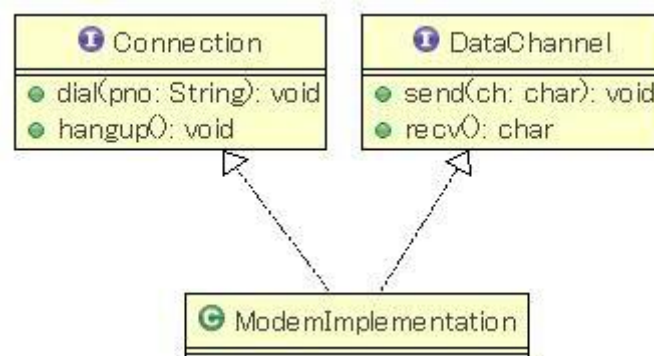 I Connection
dial(pno: String): void
hangup(): void
I DataChannel
send(ch: char): void
recv(): char
C ModemImplementation